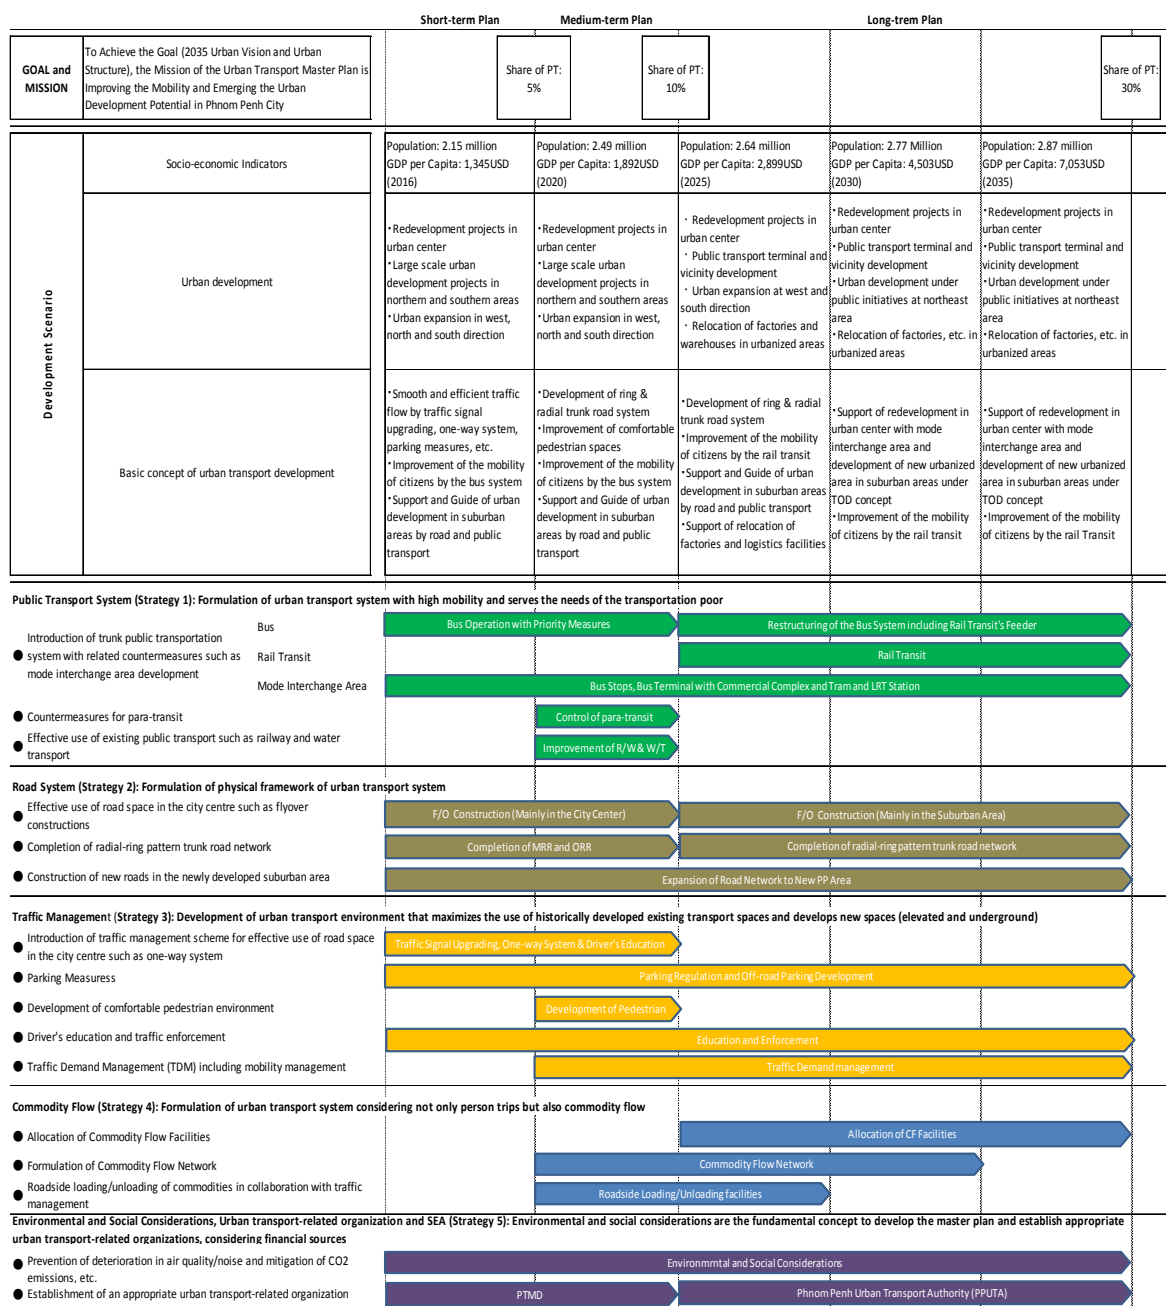 Short-term Plan
Medium-term Plan
Long-trem Plan
GOAL and
MISSION
To Achieve the Goal (2035 Urban Vision and Urban
Structure), the Mission of the Urban Transport Master Plan is
Improving the Mobility and Emerging the Urban
Development Potential in Phnom Penh City
Share of PT:
5%
Share of PT:
10%
Share of PT:
30%
Development Scenario
Socio-economic Indicators
Population: 2.15 million
GDP per Capita: 1,345USD
(2016)
Population: 2.49 million
GDP per Capita: 1,892USD
(2020)
Population: 2.64 million
GDP per Capita: 2,899USD
(2025)
Population: 2.77 Million
GDP per Capita: 4,503USD
(2030)
Population: 2.87 million
GDP per Capita: 7,053USD
(2035)
Urban development
・Redevelopment projects in
urban center
・Large scale urban
development projects in
northern and southern areas
・Urban expansion in west,
north and south direction
・Redevelopment projects in
urban center
・Large scale urban
development projects in
northern and southern areas
・Urban expansion in west,
north and south direction
・ Redevelopment projects in
urban center
・ Public transport terminal and
vicinity development
・ Urban expansion at west and
south direction
・ Relocation of factories and
warehouses in urbanized areas
・Redevelopment projects in
urban center
・Public transport terminal and
vicinity development
・Urban development under
public initiatives at northeast
area
・Relocation of factories, etc. in
urbanized areas
・Redevelopment projects in
urban center
・Public transport terminal and
vicinity development
・Urban development under
public initiatives at northeast
area
・Relocation of factories, etc. in
urbanized areas
Basic concept of urban transport development
・Smooth and efficient traffic
flow by traffic signal
upgrading, one-way system,
parking measures, etc.
・Improvement of the mobility
of citizens by the bus system
・Support and Guide of urban
development in suburban
areas by road and public
transport
・Development of ring &
radial trunk road system
・Improvement of comfortable
pedestrian spaces
・Improvement of the mobility
of citizens by the bus system
・Support and Guide of urban
development in suburban
areas by road and public
transport
・Development of ring & radial
trunk road system
・Improvement of the mobility
of citizens by the rail transit
・Support and Guide of urban
development in suburban areas
by road and public transport
・Support of relocation of
factories and logistics facilities
・Support of redevelopment in
urban center with mode
interchange area and
development of new urbanized
area in suburban areas under
TOD concept
・Improvement of the mobility
of citizens by the rail transit
・Support of redevelopment in
urban center with mode
interchange area and
development of new urbanized
area in suburban areas under
TOD concept
・Improvement of the mobility
of citizens by the rail Transit
Public Transport System (Strategy 1): Formulation of urban transport system with high mobility and serves the needs of the transportation poor
● Introduction of trunk public transportation
system with related countermeasures such as
mode interchange area development
Bus
Bus Operation with Priority Measures
Restructuring of the Bus System including Rail Transit's Feeder
Rail Transit
Rail Transit
Mode Interchange Area
Bus Stops, Bus Terminal with Commercial Complex and Tram and LRT Station
● Countermeasures for para-transit
Control of para-transit
● Effective use of existing public transport such as railway and water
transport
Improvement of R/W & W/T
Road System (Strategy 2): Formulation of physical framework of urban transport system
● Effective use of road space in the city centre such as flyover
constructions
F/O Construction (Mainly in the City Center)
F/O Construction (Mainly in the Suburban Area)
● Completion of radial-ring pattern trunk road network
Completion of MRR and ORR
Completion of radial-ring pattern trunk road network
● Construction of new roads in the newly developed suburban area
Expansion of Road Network to New PP Area
Traffic Management (Strategy 3): Development of urban transport environment that maximizes the use of historically developed existing transport spaces and develops new spaces (elevated and underground)
● Introduction of traffic management scheme for effective use of road space
in the city centre such as one-way system
Traffic Signal Upgrading, One-way System & Driver's Education
● Parking Measuress
Parking Regulation and Off-road Parking Development
● Development of comfortable pedestrian environment
Development of Pedestrian
● Driver's education and traffic enforcement
Education and Enforcement
● Traffic Demand Management (TDM) including mobility management
Traffic Demand management
Commodity Flow (Strategy 4): Formulation of urban transport system considering not only person trips but also commodity flow
● Allocation of Commodity Flow Facilities
Allocation of CF Facilities
● Formulation of Commodity Flow Network
Commodity Flow Network
● Roadside loading/unloading of commodities in collaboration with traffic
management
Roadside Loading/Unloading facilities
Environmental and Social Considerations, Urban transport-related organization and SEA (Strategy 5): Environmental and social considerations are the fundamental concept to develop the master plan and establish appropriate
urban transport-related organizations, considering financial sources
● Prevention of deterioration in air quality/noise and mitigation of CO2
emissions, etc.
Environmntal and Social Considerations
● Establishment of an appropriate urban transport-related organization
PTMD
Phnom Penh Urban Transport Authority (PPUTA)